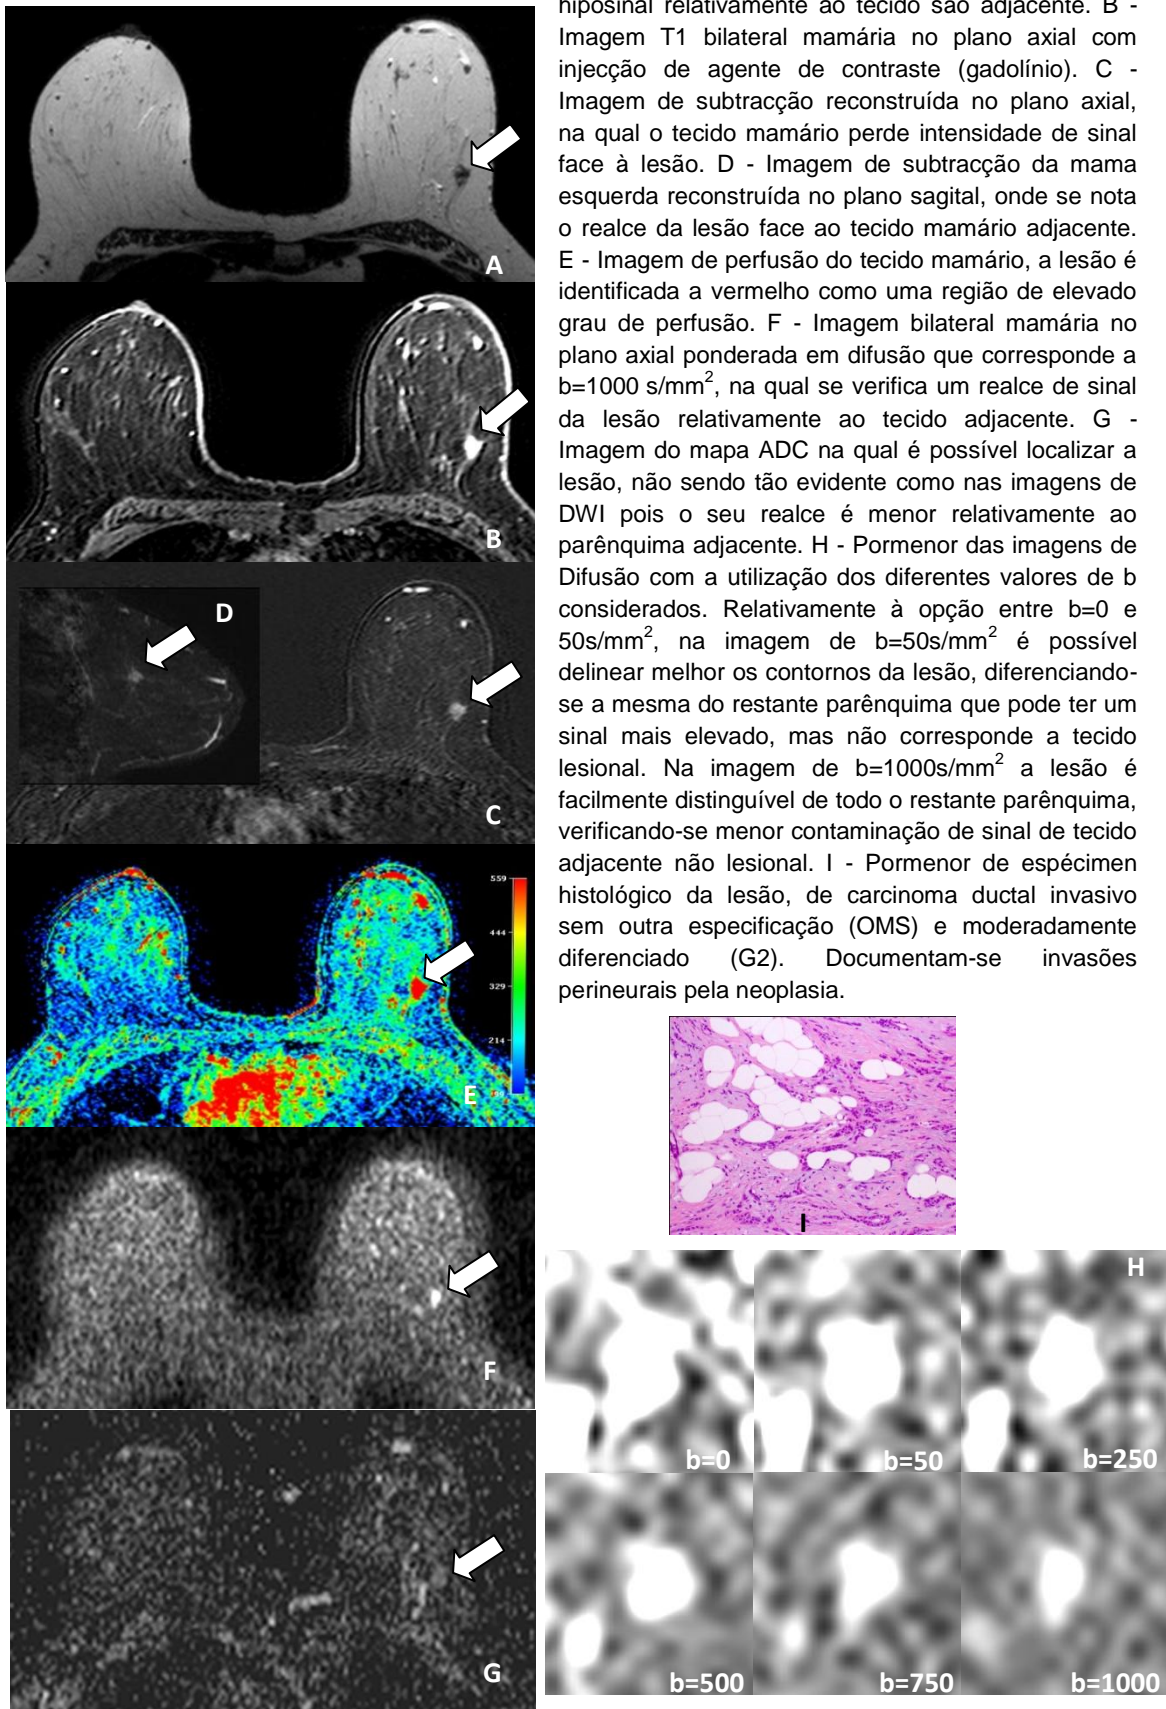 hiposinal relativamente ao tecido são adjacente. B -
Imagem T1 bilateral mamária no plano axial com
injecção de agente de contraste (gadolínio). C -
Imagem de subtracção reconstruída no plano axial,
na qual o tecido mamário perde intensidade de sinal
face à lesão. D - Imagem de subtracção da mama
esquerda reconstruída no plano sagital, onde se nota
o realce da lesão face ao tecido mamário adjacente.
E - Imagem de perfusão do tecido mamário, a lesão é
identificada a vermelho como uma região de elevado
grau de perfusão. F - Imagem bilateral mamária no
plano axial ponderada em difusão que corresponde a
b=1000 s/mm², na qual se verifica um realce de sinal
da lesão relativamente ao tecido adjacente. G -
Imagem do mapa ADC na qual é possível localizar a
lesão, não sendo tão evidente como nas imagens de
DWI pois o seu realce é menor relativamente ao
parênquima adjacente. H - Pormenor das imagens de
Difusão com a utilização dos diferentes valores de b
considerados. Relativamente à opção entre b=0 e
50s/mm², na imagem de b=50s/mm² é possível
delinear melhor os contornos da lesão, diferenciando-
se a mesma do restante parênquima que pode ter um
sinal mais elevado, mas não corresponde a tecido
lesional. Na imagem de b=1000s/mm² a lesão é
facilmente distinguível de todo o restante parênquima,
verificando-se menor contaminação de sinal de tecido
adjacente não lesional. I - Pormenor de espécimen
histológico da lesão, de carcinoma ductal invasivo
sem outra especificação (OMS) e moderadamente
diferenciado (G2). Documentam-se invasões
perineurais pela neoplasia.
A
B
D
C
559
444
329
214
E
F
G
I
H
b=0
b=50
b=250
b=500
b=750
b=1000